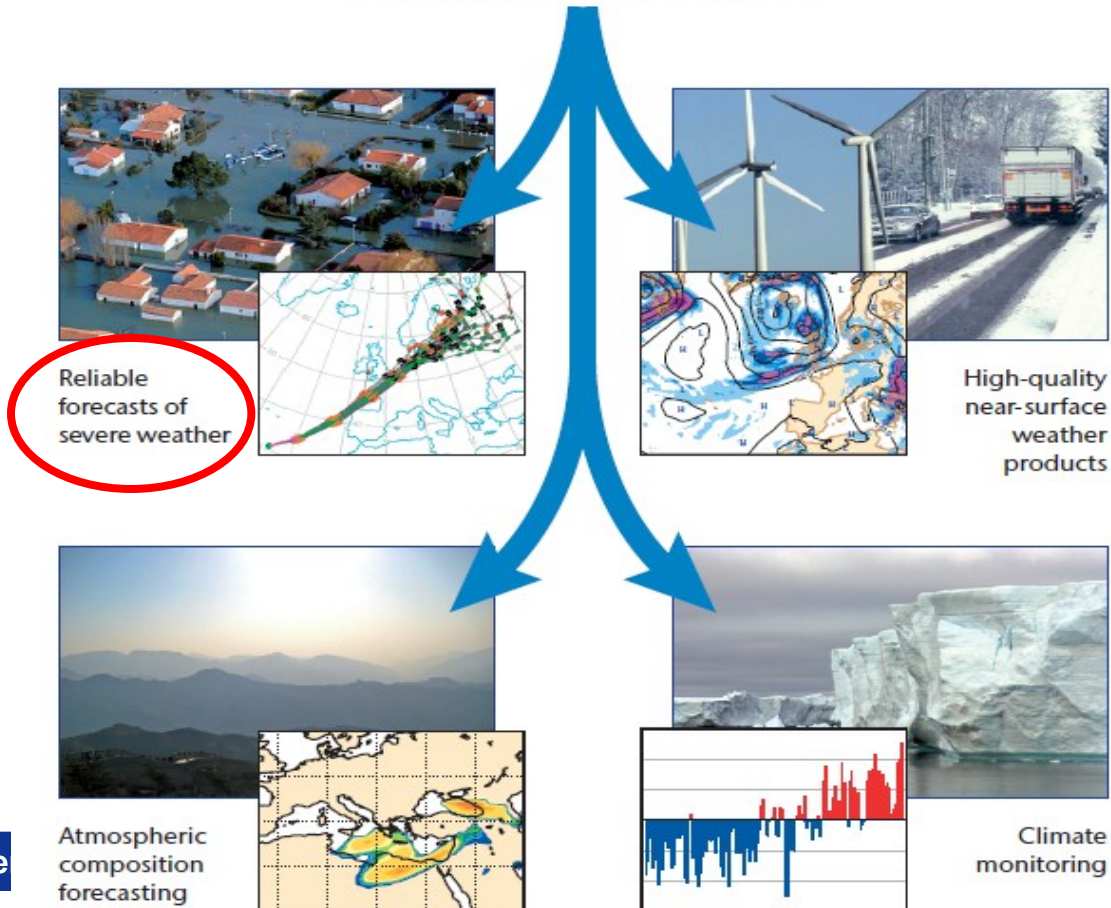 Reliable
forecasts of
severe weather
High-quality
near-surface
weather
products
Atmospheric
composition
forecasting
Climate
monitoring